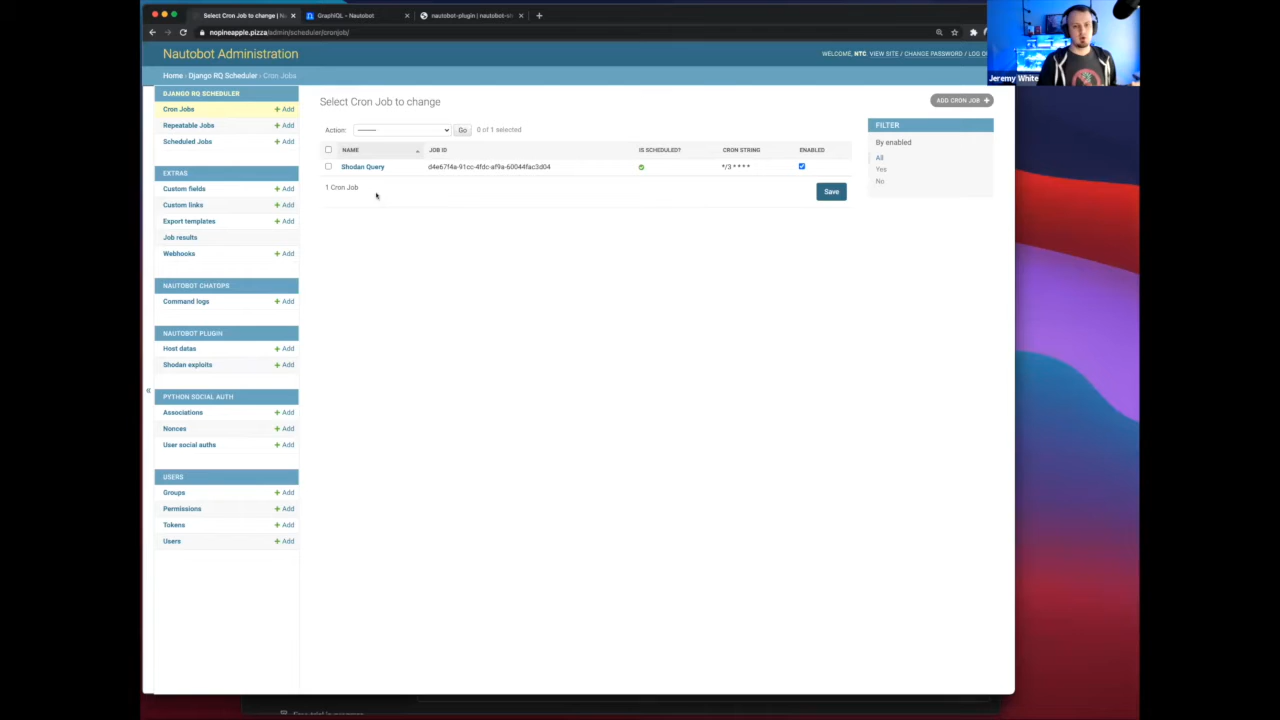 Select Cron Job to change | N
GraphiQL - Nautobot
nautobot-plugin | nautobot-sh
nopineapple.pizza/admin/scheduler/cronjob/
Nautobot Administration
WELCOME, NTC. VIEW SITE / CHANGE PASSWORD / LOG O
Jeremy White
Home › Django RQ Scheduler › Cron Jobs
DJANGO RQ SCHEDULER
Cron Jobs + Add
Repeatable Jobs + Add
Scheduled Jobs + Add
EXTRAS
Custom fields + Add
Custom links + Add
Export templates + Add
Job results
Webhooks + Add
NAUTOBOT CHATOPS
Command logs + Add
NAUTOBOT PLUGIN
Host datas + Add
Shodan exploits + Add
PYTHON SOCIAL AUTH
Associations + Add
Nonces + Add
User social auths + Add
USERS
Groups + Add
Permissions + Add
Tokens + Add
Users + Add
«
Select Cron Job to change
ADD CRON JOB +
Action: --------- Go 0 of 1 selected
NAME JOB ID IS SCHEDULED? CRON STRING ENABLED
Shodan Query d4e67f4a-91cc-4fdc-af9a-60044fac3d04 */3 * * * *
1 Cron Job
Save
FILTER
By enabled
All
Yes
No